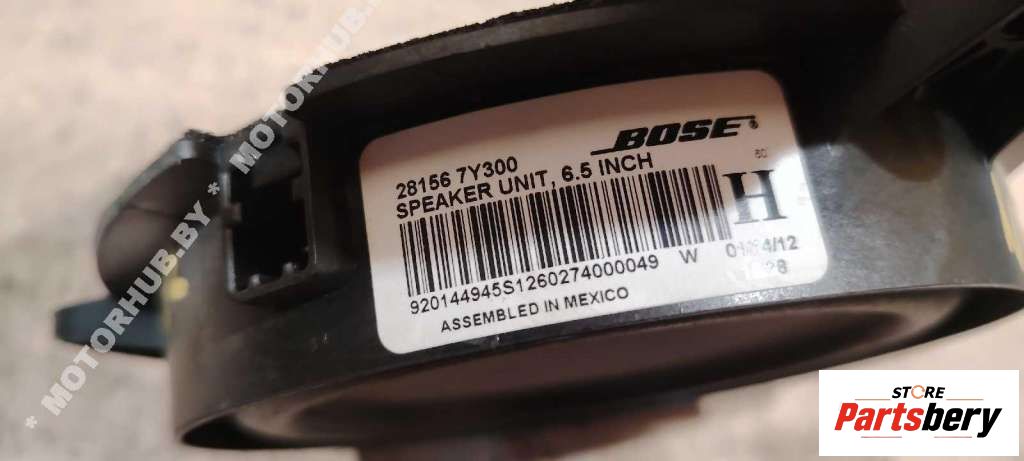 BOSE
28156 7Y300
SPEAKER UNIT, 6.5 INCH
H
920144945S1260274000049 W
ASSEMBLED IN MEXICO
* MOTORHUB.BY * MOTORHUB.BY
STORE
Partsbery